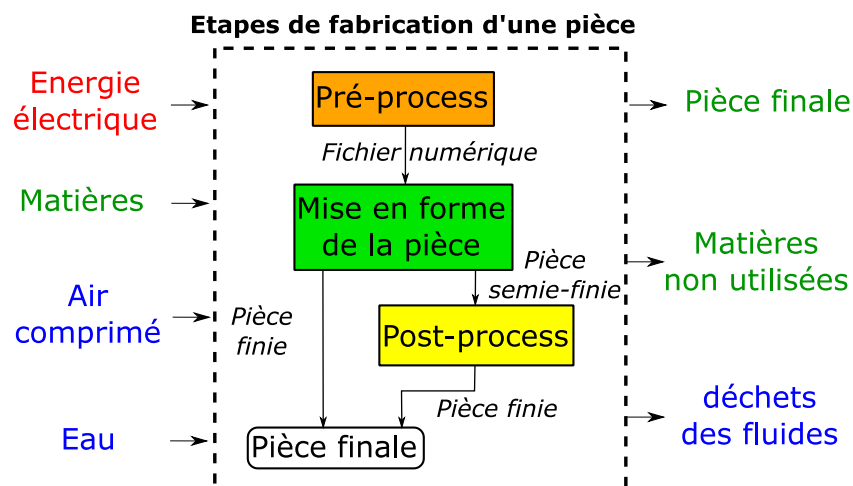 Etapes de fabrication d'une pièce
Energie
électrique
Matières
Air
comprimé
Eau
Pré-process
Fichier numérique
Mise en forme
de la pièce
Pièce
semie-finie
Pièce
finie
Post-process
Pièce finie
Pièce finale
Pièce finale
Matières
non utilisées
déchets
des fluides